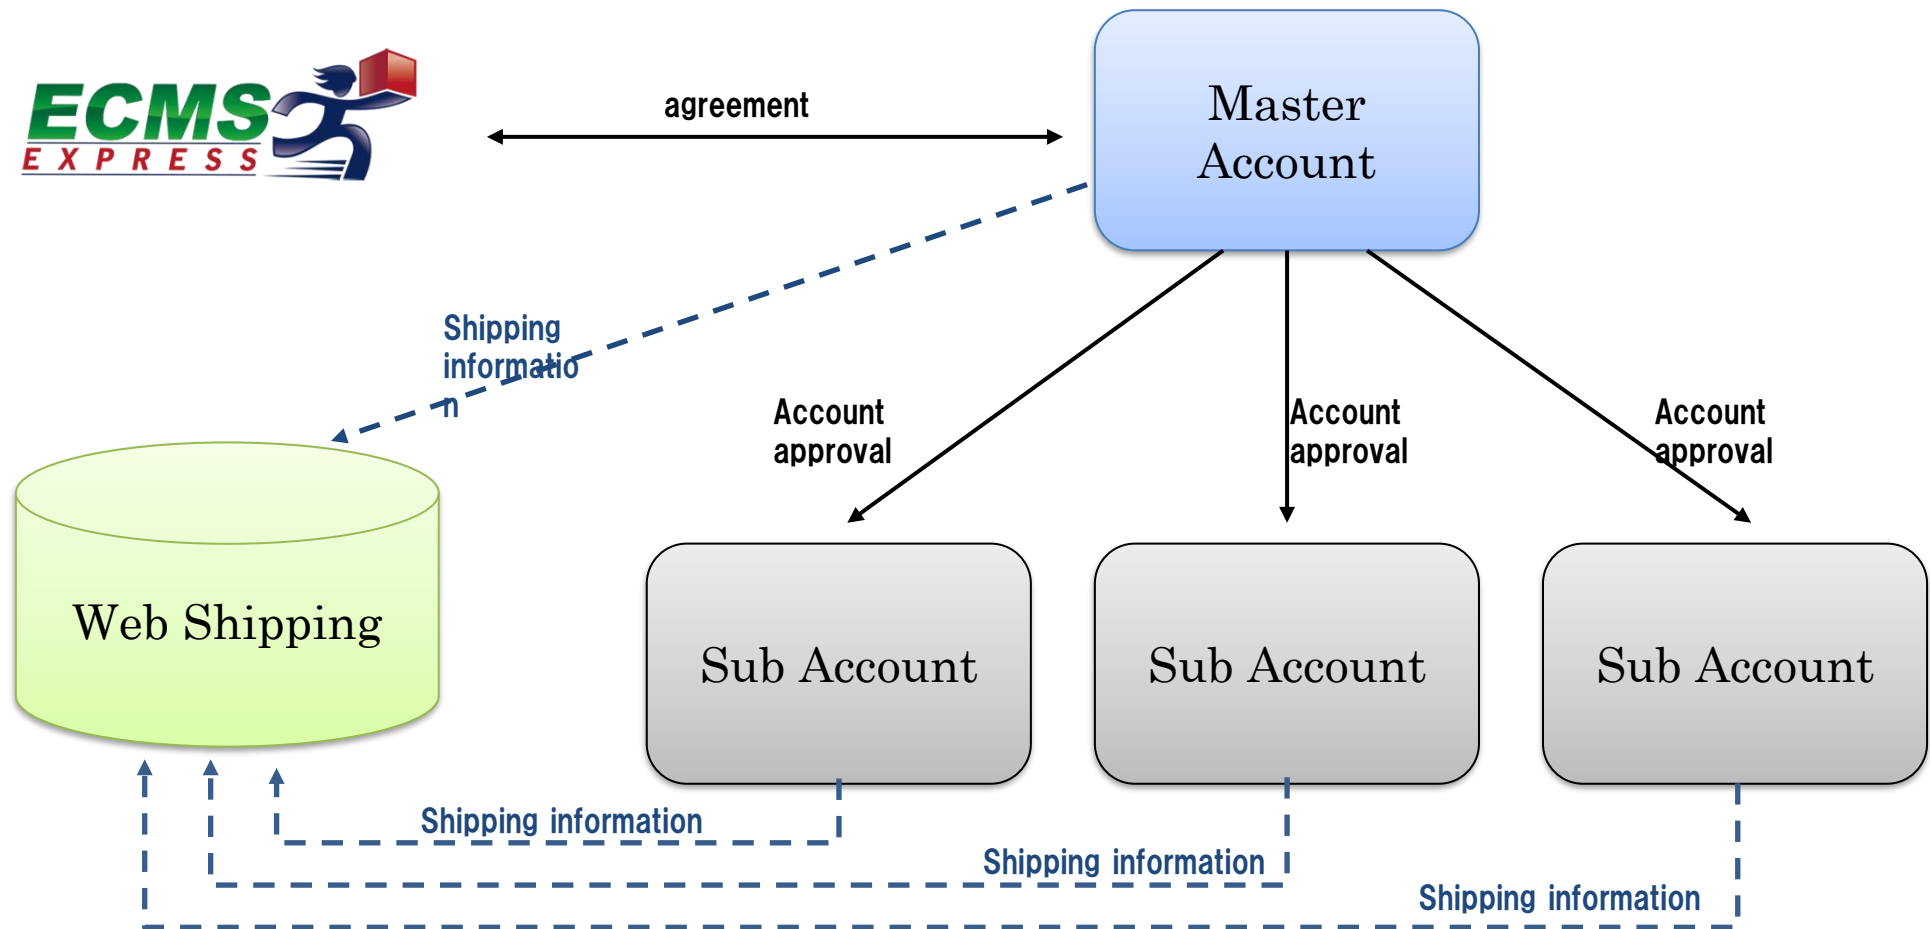 ECMS
EXPRESS
agreement
Master
Account
Shipping
informatio
n
Account
approval
Account
approval
Account
approval
Web Shipping
Sub Account
Sub Account
Sub Account
Shipping information
Shipping information
Shipping information